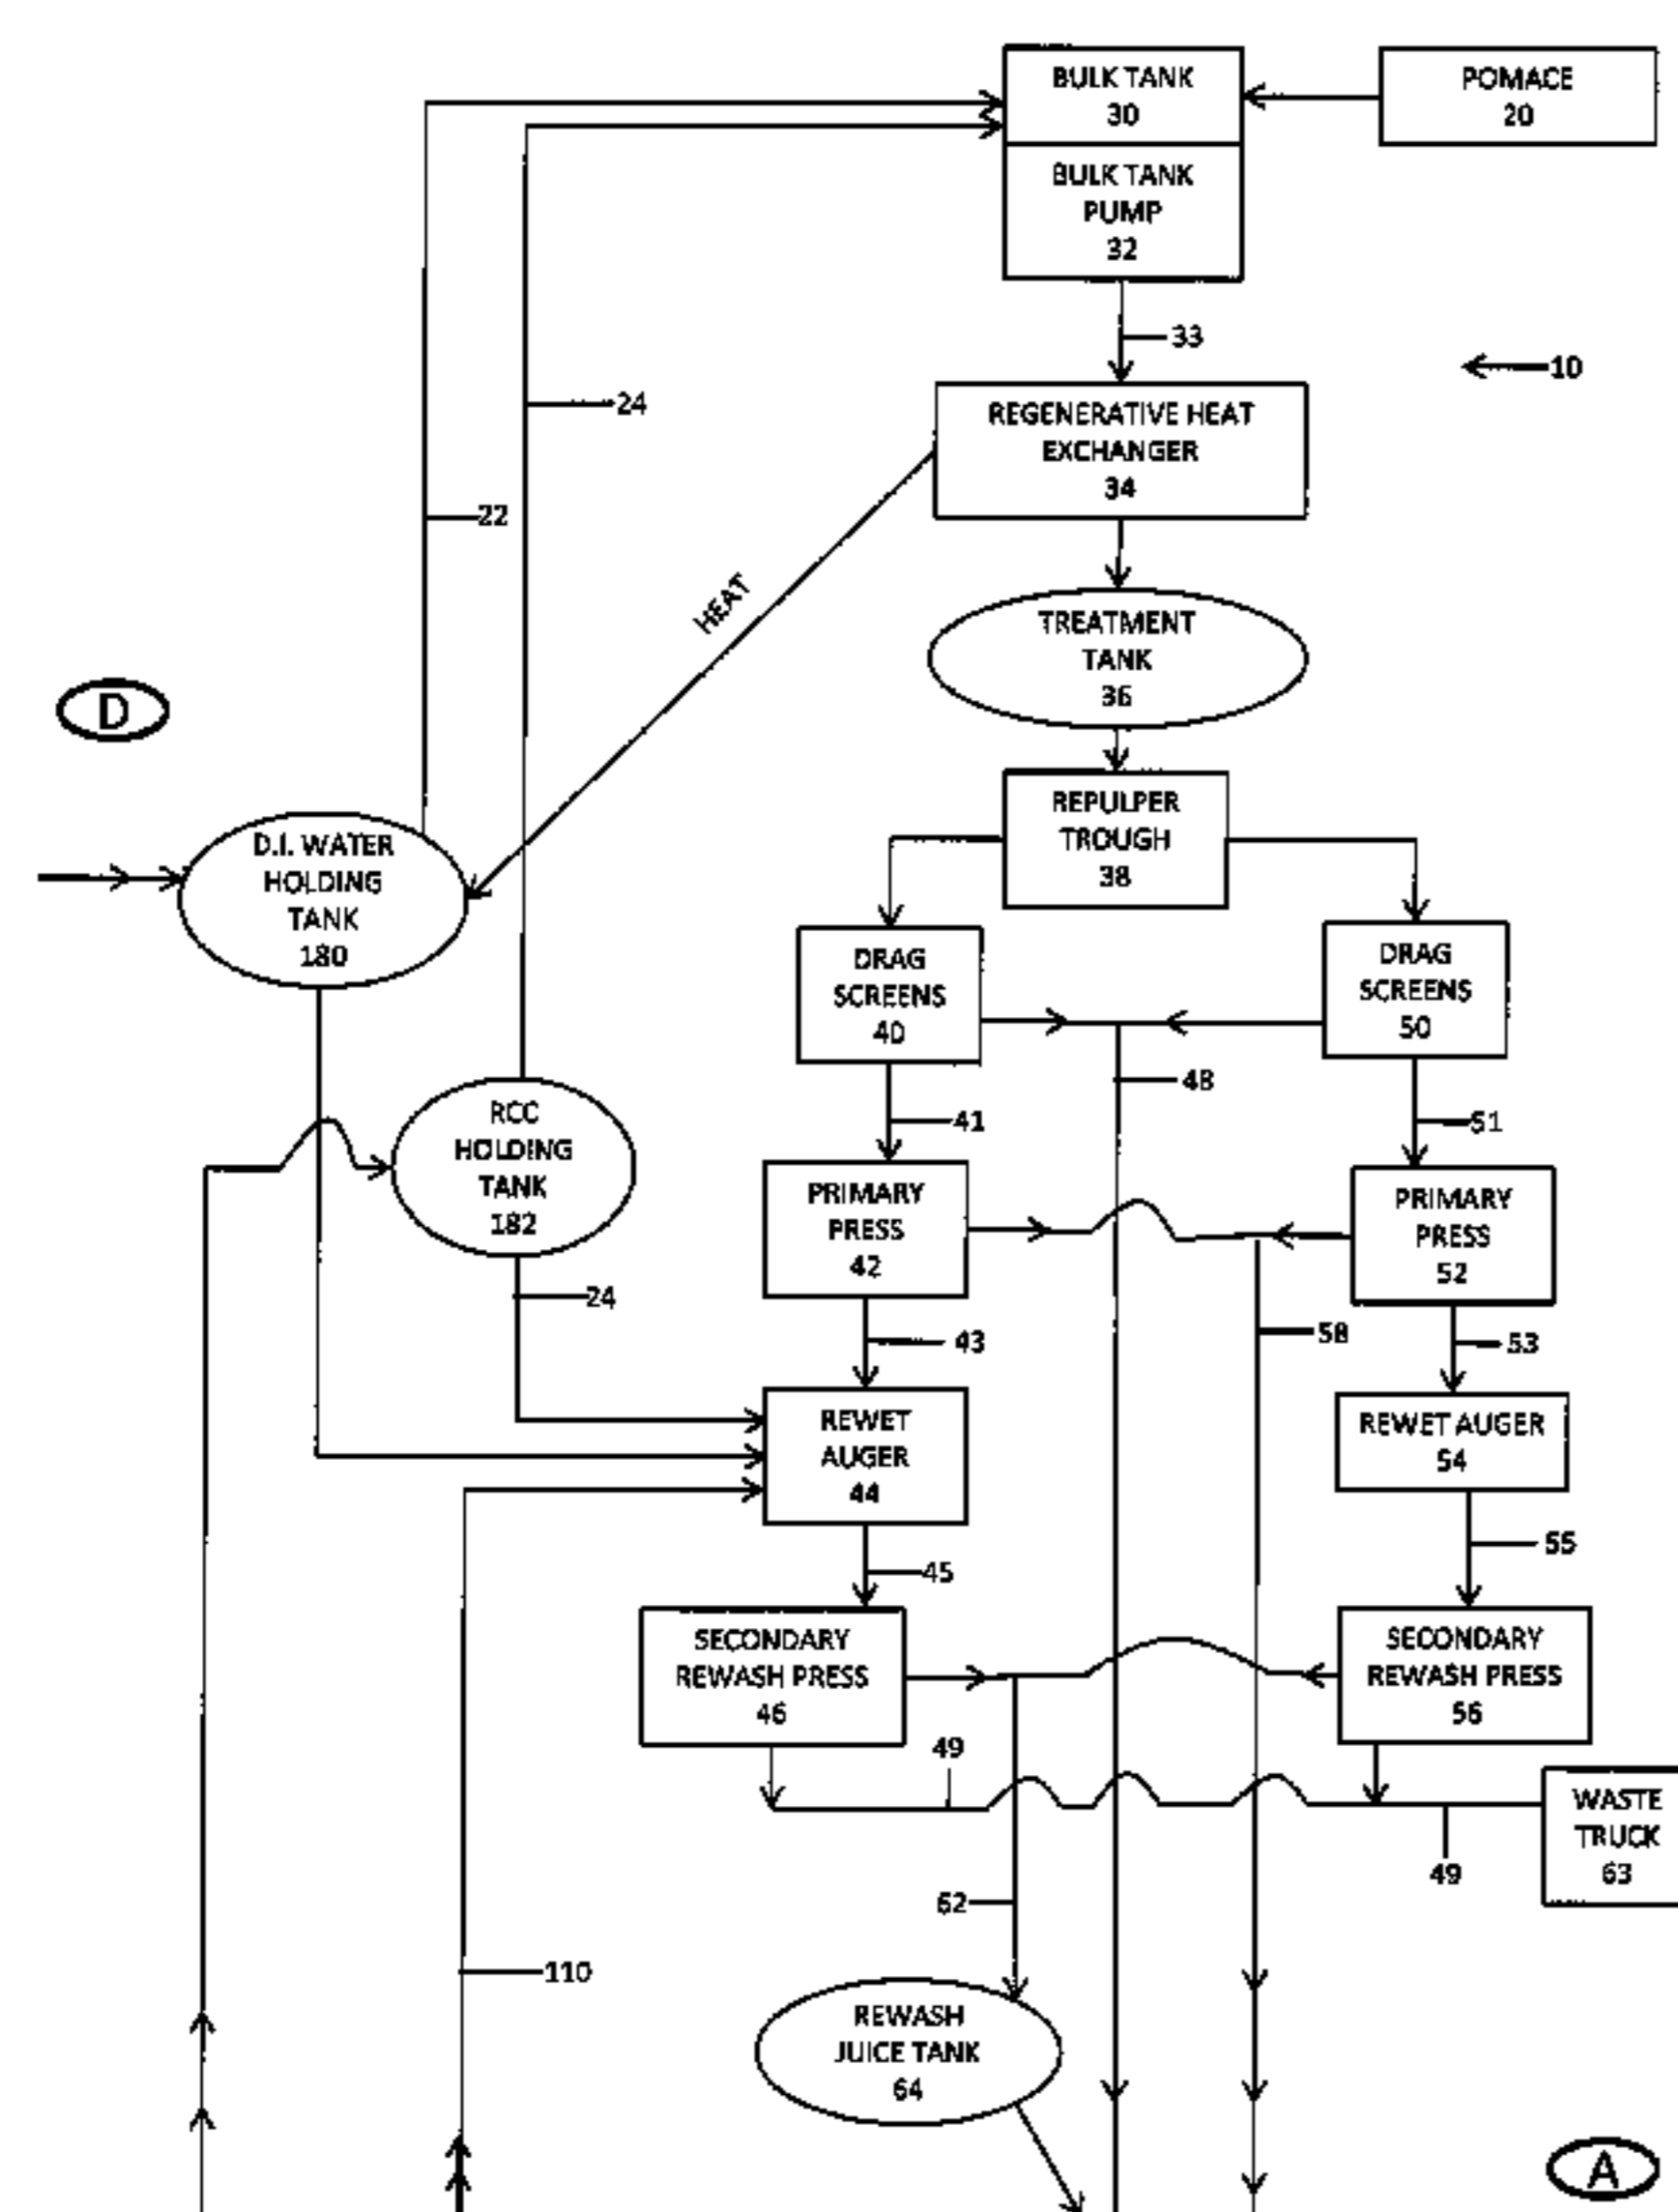 BULK TANK
30
POMACE
20
BULK TANK
PUMP
32
33
10
24
REGENERATIVE HEAT
EXCHANGER
34
22
HEAT
TREATMENT
TANK
36
D
REPULPER
TROUGH
38
D.I. WATER
HOLDING
TANK
180
DRAG
SCREENS
40
DRAG
SCREENS
50
48
41
51
RCC
HOLDING
TANK
182
PRIMARY
PRESS
42
PRIMARY
PRESS
52
24
43
58
53
REWET
AUGER
44
REWET AUGER
54
45
55
SECONDARY
REWASH PRESS
46
SECONDARY
REWASH PRESS
56
49
WASTE
TRUCK
63
49
62
110
REWASH
JUICE TANK
64
A